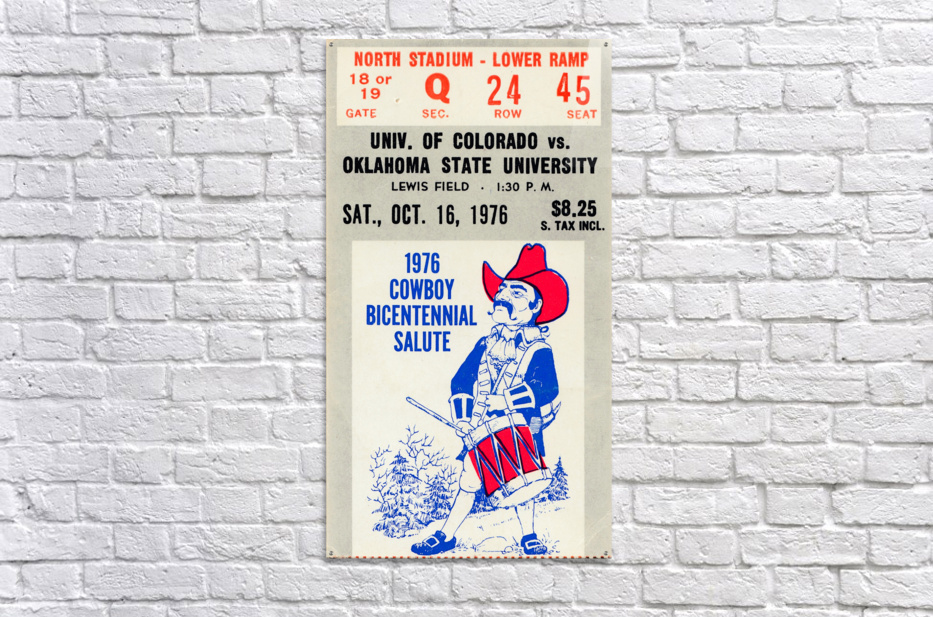 NORTH STADIUM - LOWER RAMP
18 or
19
GATE
Q
SEC.
24
ROW
45
SEAT
UNIV. OF COLORADO vs.
OKLAHOMA STATE UNIVERSITY
LEWIS FIELD · 1:30 P. M.
SAT., OCT. 16, 1976
$8.25
S. TAX INCL.
1976
COWBOY
BICENTENNIAL
SALUTE